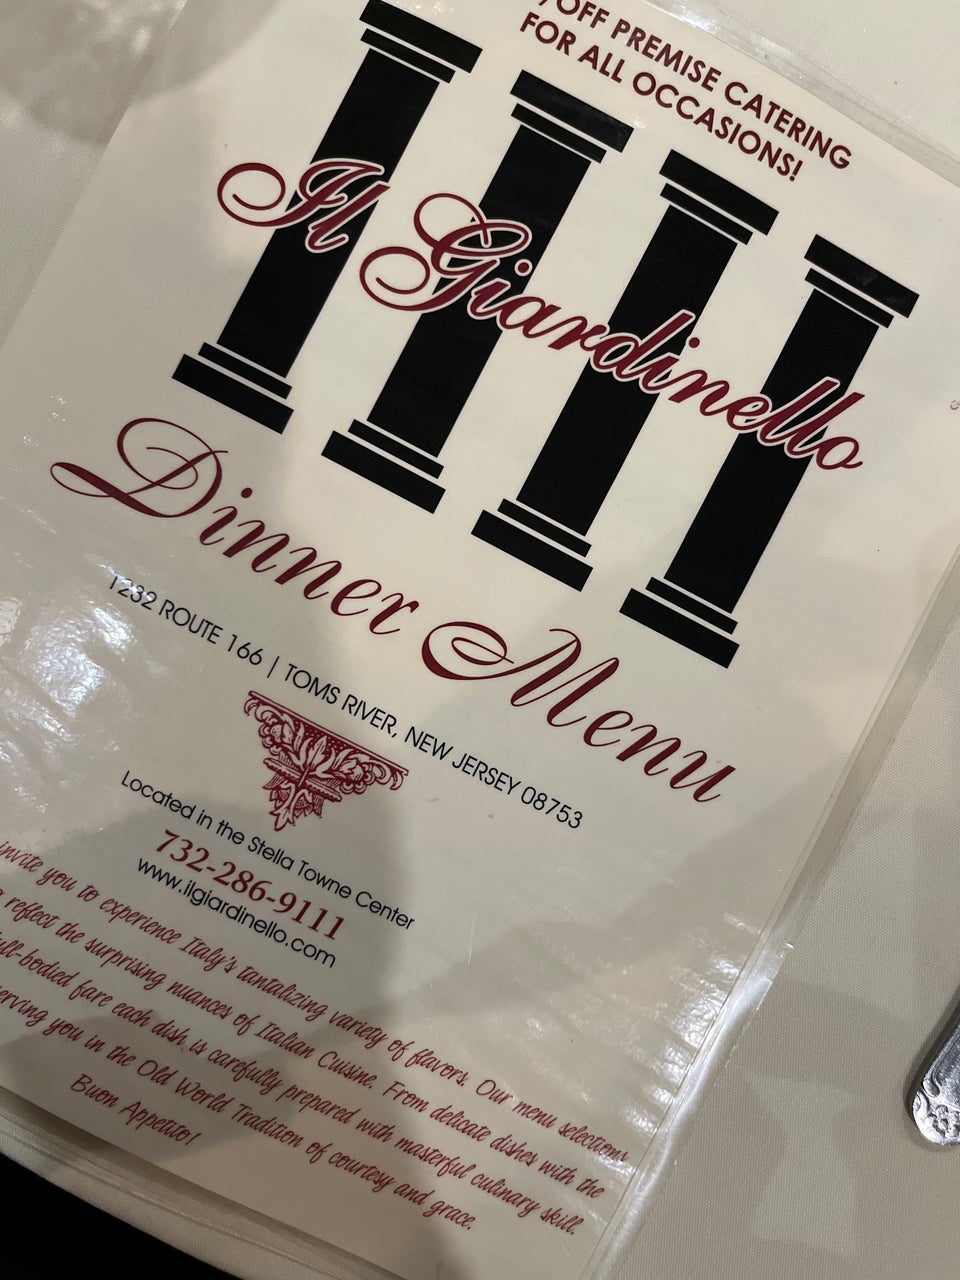 /OFF PREMISE CATERING
FOR ALL OCCASIONS!
Il Giardinello
Dinner Menu
1232 ROUTE 166 | TOMS RIVER, NEW JERSEY 08753
Located in the Stella Towne Center
732-286-9111
www.ilgiardinello.com
invite you to experience Italy's tantalizing variety of flavors. Our menu selections
reflect the surprising nuances of Italian Cuisine. From delicate dishes with the
full-bodied fare each dish is carefully prepared with masterful culinary skill.
serving you in the Old World Tradition of courtesy and grace.
Buon Appetito!